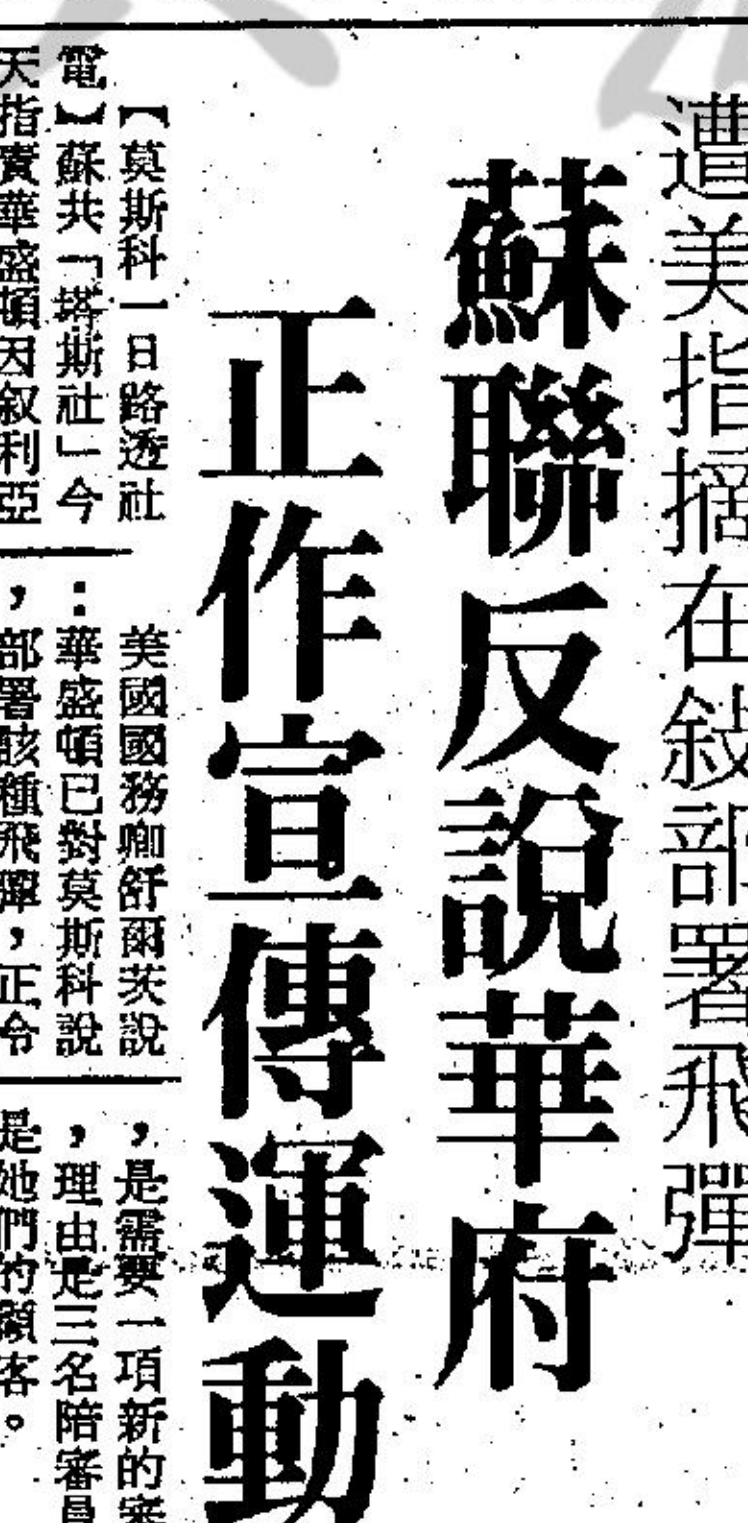 遭美指摘在敍部署飛彈
蘇聯反說華府
正作宣傳運動
【莫斯科一日路透社
電】蘇共「塔斯社」今
天指責華盛頓因叙利亞
美國國務卿舒爾茨說
：華盛頓已對莫斯科說
，部署該種飛彈，正令
，是需要一項新的審
，理由是三名陪審員
是她們的顧客。